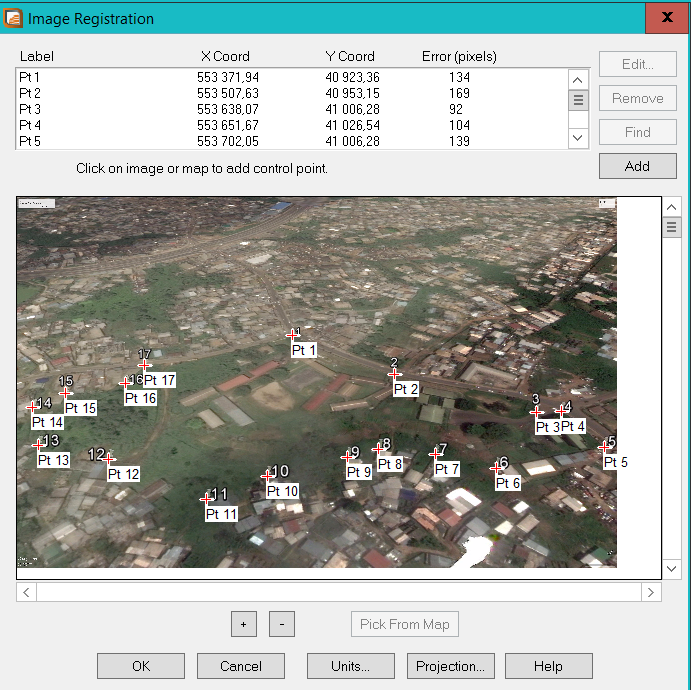 Image Registration
x
Label X Coord Y Coord Error (pixels)
Pt 1 553 371,94 40 923,36 134
Pt 2 553 507,63 40 953,15 169
Pt 3 553 638,07 41 006,28 92
Pt 4 553 651,67 41 026,54 104
Pt 5 553 702,05 41 006,28 139
Edit...
Remove
Find
Add
Click on image or map to add control point.
1
Pt 1
17
Pt 17
2
Pt 2
16
Pt 16
15
Pt 15
14
Pt 14
3
Pt 3
4
Pt 4
13
Pt 13
12
Pt 12
5
Pt 5
9
Pt 9
8
Pt 8
7
Pt 7
6
Pt 6
10
Pt 10
11
Pt 11
+ - Pick From Map
OK Cancel Units... Projection... Help